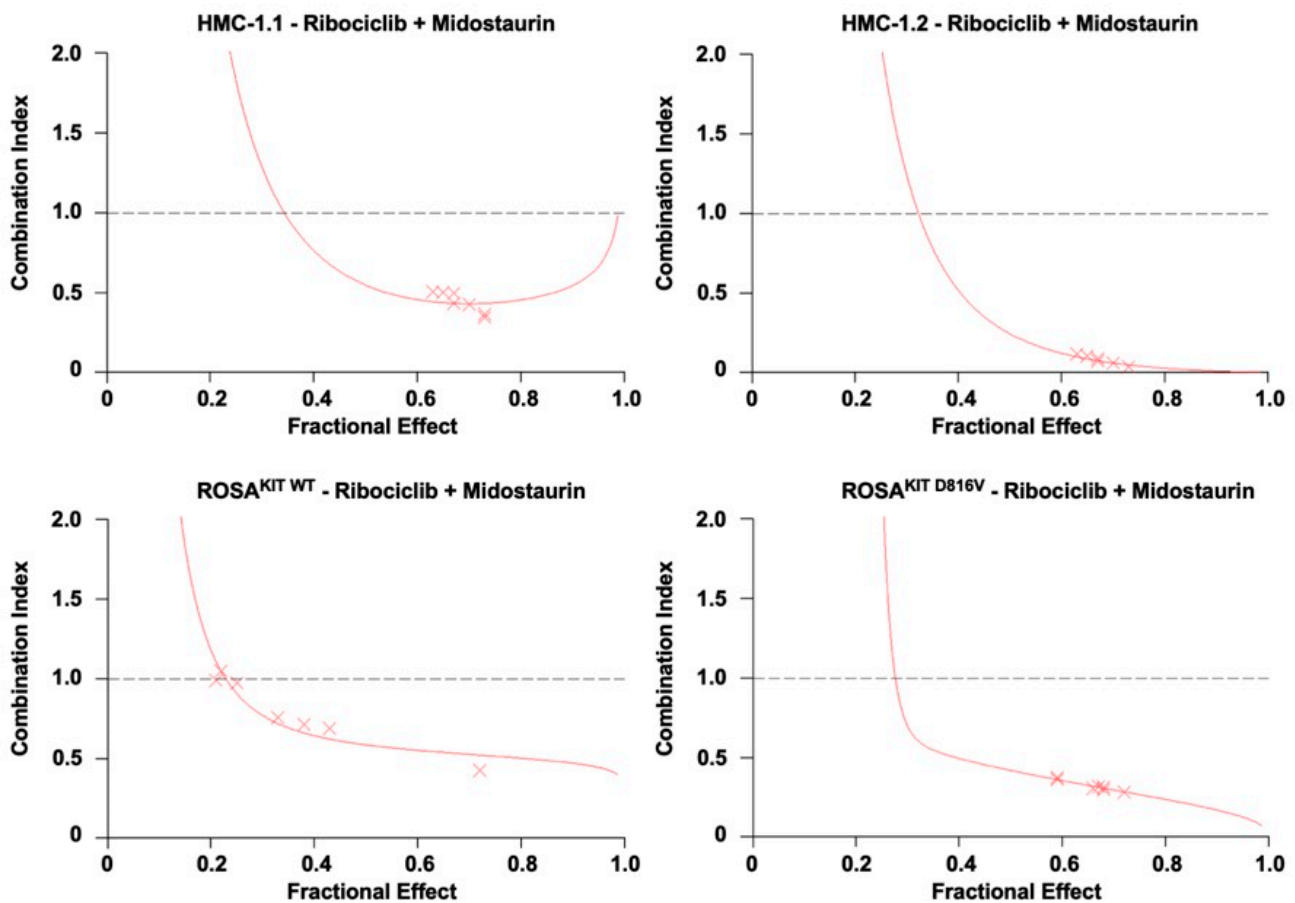 HMC-1.1 - Ribociclib + Midostaurin
2.0
1.5
1.0
0.5
0
Combination Index
0 0.2 0.4 0.6 0.8 1.0
Fractional Effect
HMC-1.2 - Ribociclib + Midostaurin
2.0
1.5
1.0
0.5
0
Combination Index
0 0.2 0.4 0.6 0.8 1.0
Fractional Effect
ROSA^KIT WT - Ribociclib + Midostaurin
2.0
1.5
1.0
0.5
0
Combination Index
0 0.2 0.4 0.6 0.8 1.0
Fractional Effect
ROSA^KIT D816V - Ribociclib + Midostaurin
2.0
1.5
1.0
0.5
0
Combination Index
0 0.2 0.4 0.6 0.8 1.0
Fractional Effect